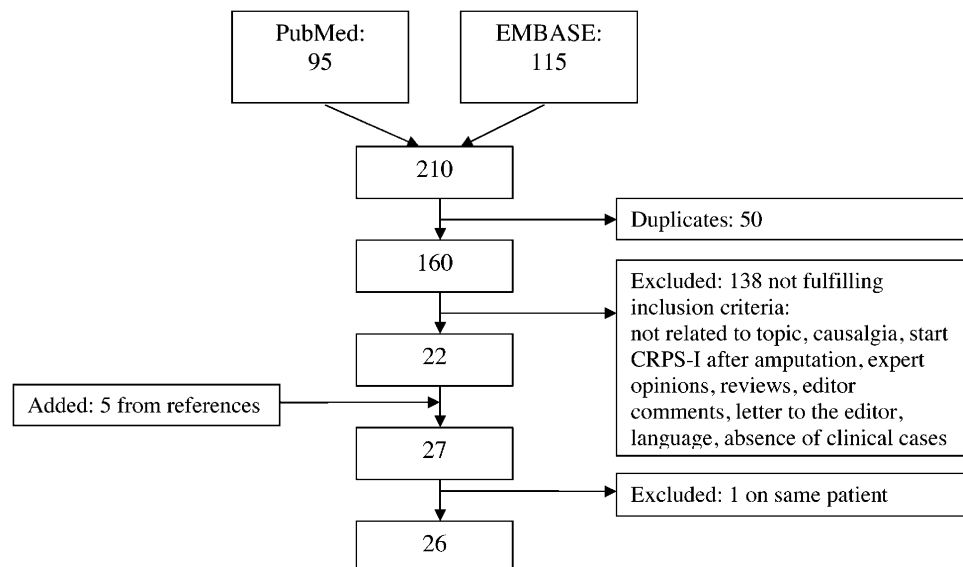 PubMed:
95
EMBASE:
115
210
Duplicates: 50
160
Excluded: 138 not fulfilling
inclusion criteria:
not related to topic, causalgia, start
CRPS-I after amputation, expert
opinions, reviews, editor
comments, letter to the editor,
language, absence of clinical cases
22
Added: 5 from references
27
Excluded: 1 on same patient
26